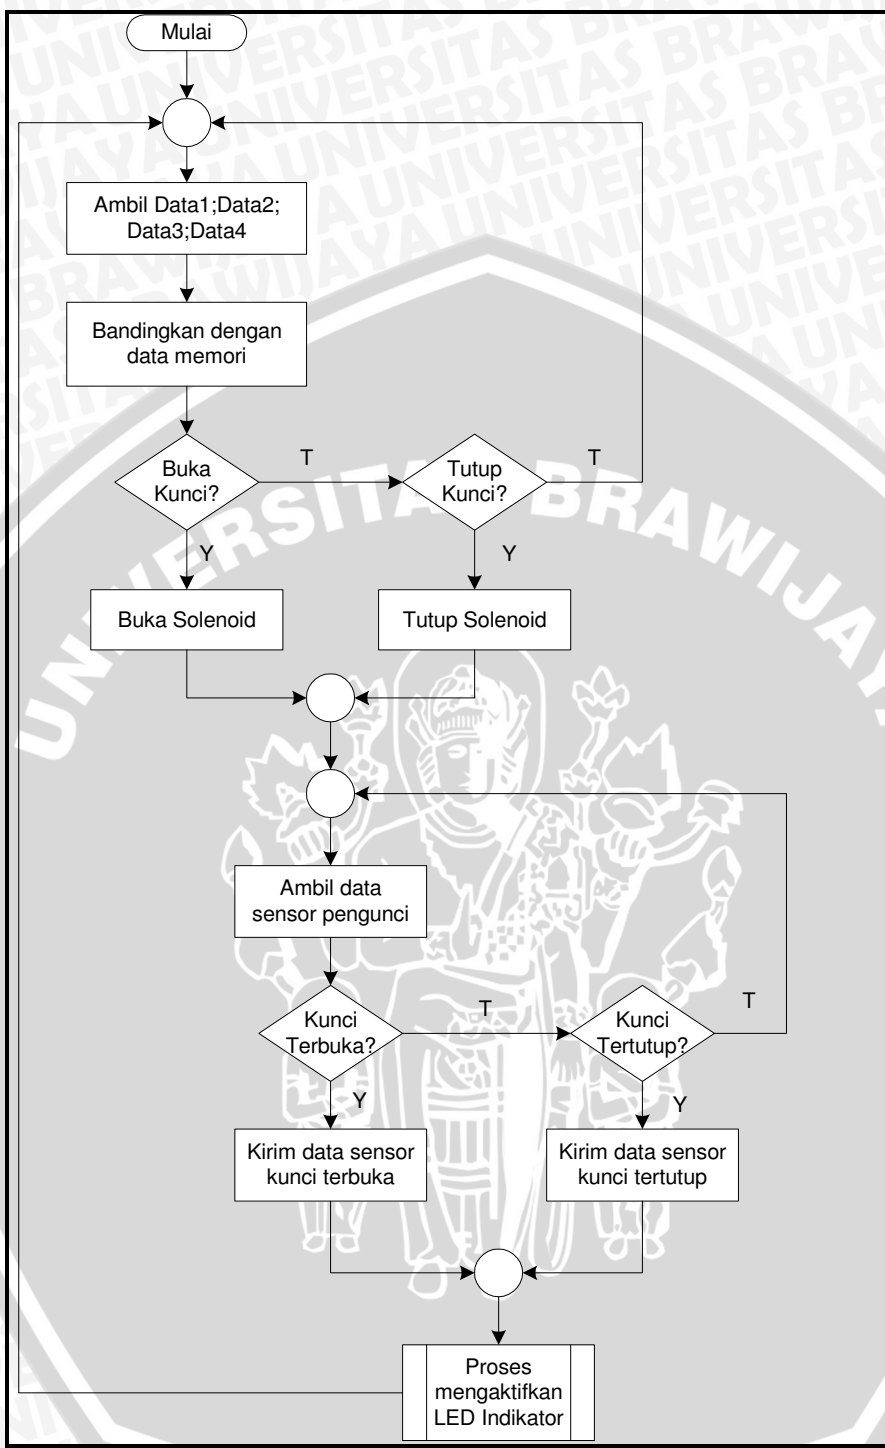 Mulai
Ambil Data1;Data2;
Data3;Data4
Bandingkan dengan
data memori
Buka
Kunci?
T
Tutup
Kunci?
T
Y
Y
Buka Solenoid
Tutup Solenoid
Ambil data
sensor pengunci
Kunci
Terbuka?
T
Kunci
Tertutup?
T
Y
Y
Kirim data sensor
kunci terbuka
Kirim data sensor
kunci tertutup
Proses
mengaktifkan
LED Indikator
UNIVERSITAS BRAWIJAYA